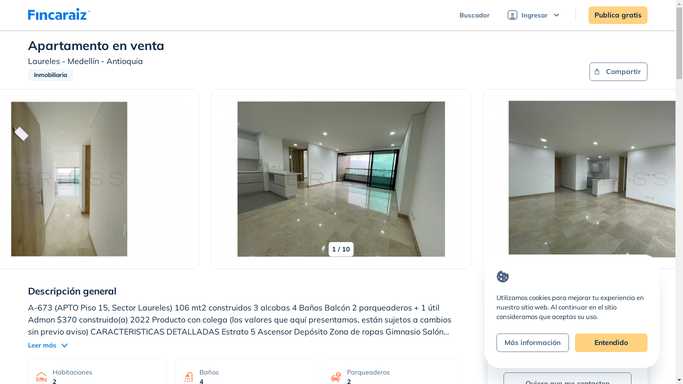 Fincaraiz
Buscador
Ingresar
Publica gratis
Apartamento en venta
Laureles - Medellín - Antioquia
Inmobiliaria
Compartir
1 / 10
Descripción general
A-673 (APTO Piso 15, Sector Laureles) 106 mt2 construidos 3 alcobas 4 Baños Balcón 2 parqueaderos + 1 útil
Admon $370 construido(a) 2022 Producto con colega (los valores que aquí presentamos, están sujetos a cambios
sin previo aviso) CARACTERISTICAS DETALLADAS Estrato 5 Ascensor Depósito Zona de ropas Gimnasio Salón...
Leer más
Habitaciones
2
Baños
4
Parqueaderos
2
Utilizamos cookies para mejorar tu experiencia en
nuestro sitio web. Al continuar en el sitio
consideramos que aceptas su uso.
Más información
Entendido
Quiero que me contacten